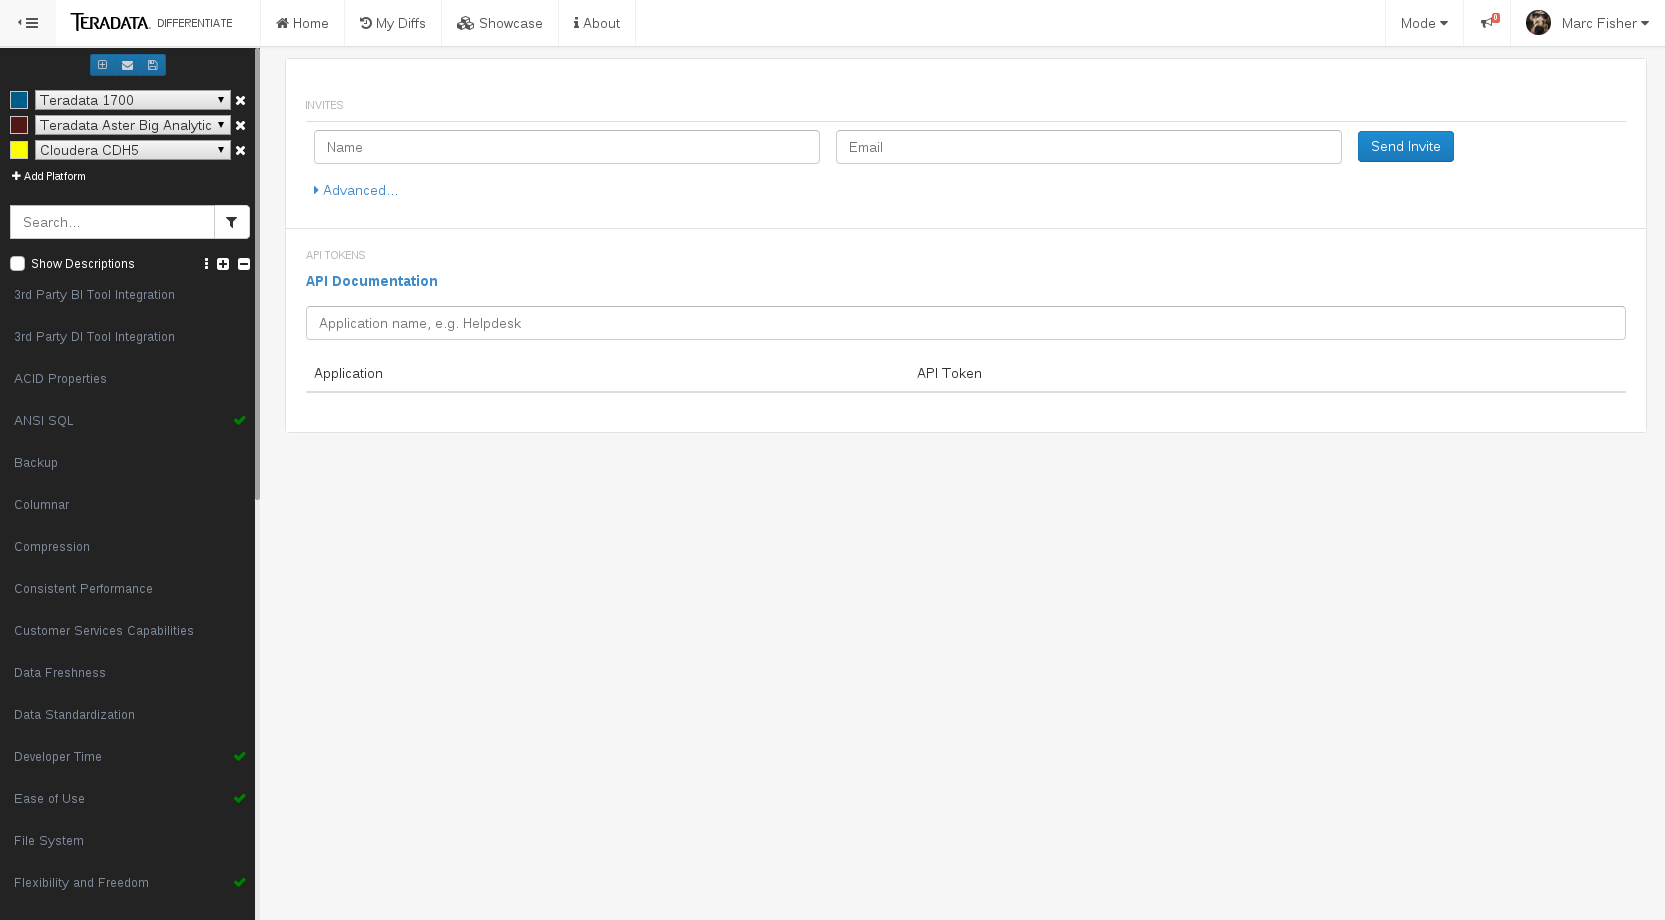 TERADATA. DIFFERENTIATE
Home
My Diffs
Showcase
About
Mode
0
Marc Fisher
Teradata 1700
Teradata Aster Big Analytic
Cloudera CDH5
Add Platform
Search...
Show Descriptions
3rd Party BI Tool Integration
3rd Party DI Tool Integration
ACID Properties
ANSI SQL
Backup
Columnar
Compression
Consistent Performance
Customer Services Capabilities
Data Freshness
Data Standardization
Developer Time
Ease of Use
File System
Flexibility and Freedom
INVITES
Name
Email
Send Invite
Advanced...
API TOKENS
API Documentation
Application name, e.g. Helpdesk
Application
API Token